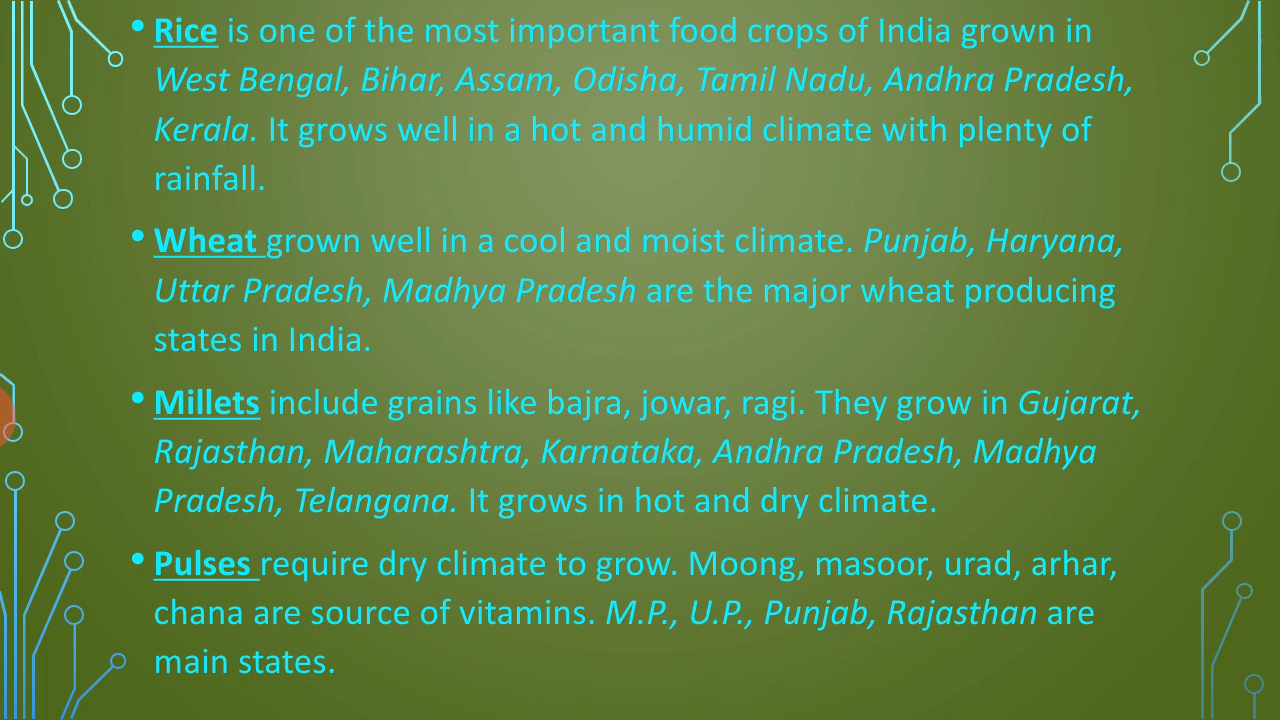 • Rice is one of the most important food crops of India grown in
West Bengal, Bihar, Assam, Odisha, Tamil Nadu, Andhra Pradesh,
Kerala. It grows well in a hot and humid climate with plenty of
rainfall.
• Wheat grown well in a cool and moist climate. Punjab, Haryana,
Uttar Pradesh, Madhya Pradesh are the major wheat producing
states in India.
• Millets include grains like bajra, jowar, ragi. They grow in Gujarat,
Rajasthan, Maharashtra, Karnataka, Andhra Pradesh, Madhya
Pradesh, Telangana. It grows in hot and dry climate.
• Pulses require dry climate to grow. Moong, masoor, urad, arhar,
chana are source of vitamins. M.P., U.P., Punjab, Rajasthan are
main states.